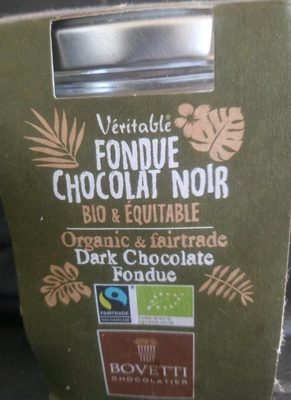 Véritable
FONDUE
CHOCOLAT NOIR
BIO & ÉQUITABLE
Organic & fairtrade
Dark Chocolate
Fondue
FAIRTRADE
BOVETTI
CHOCOLATIER